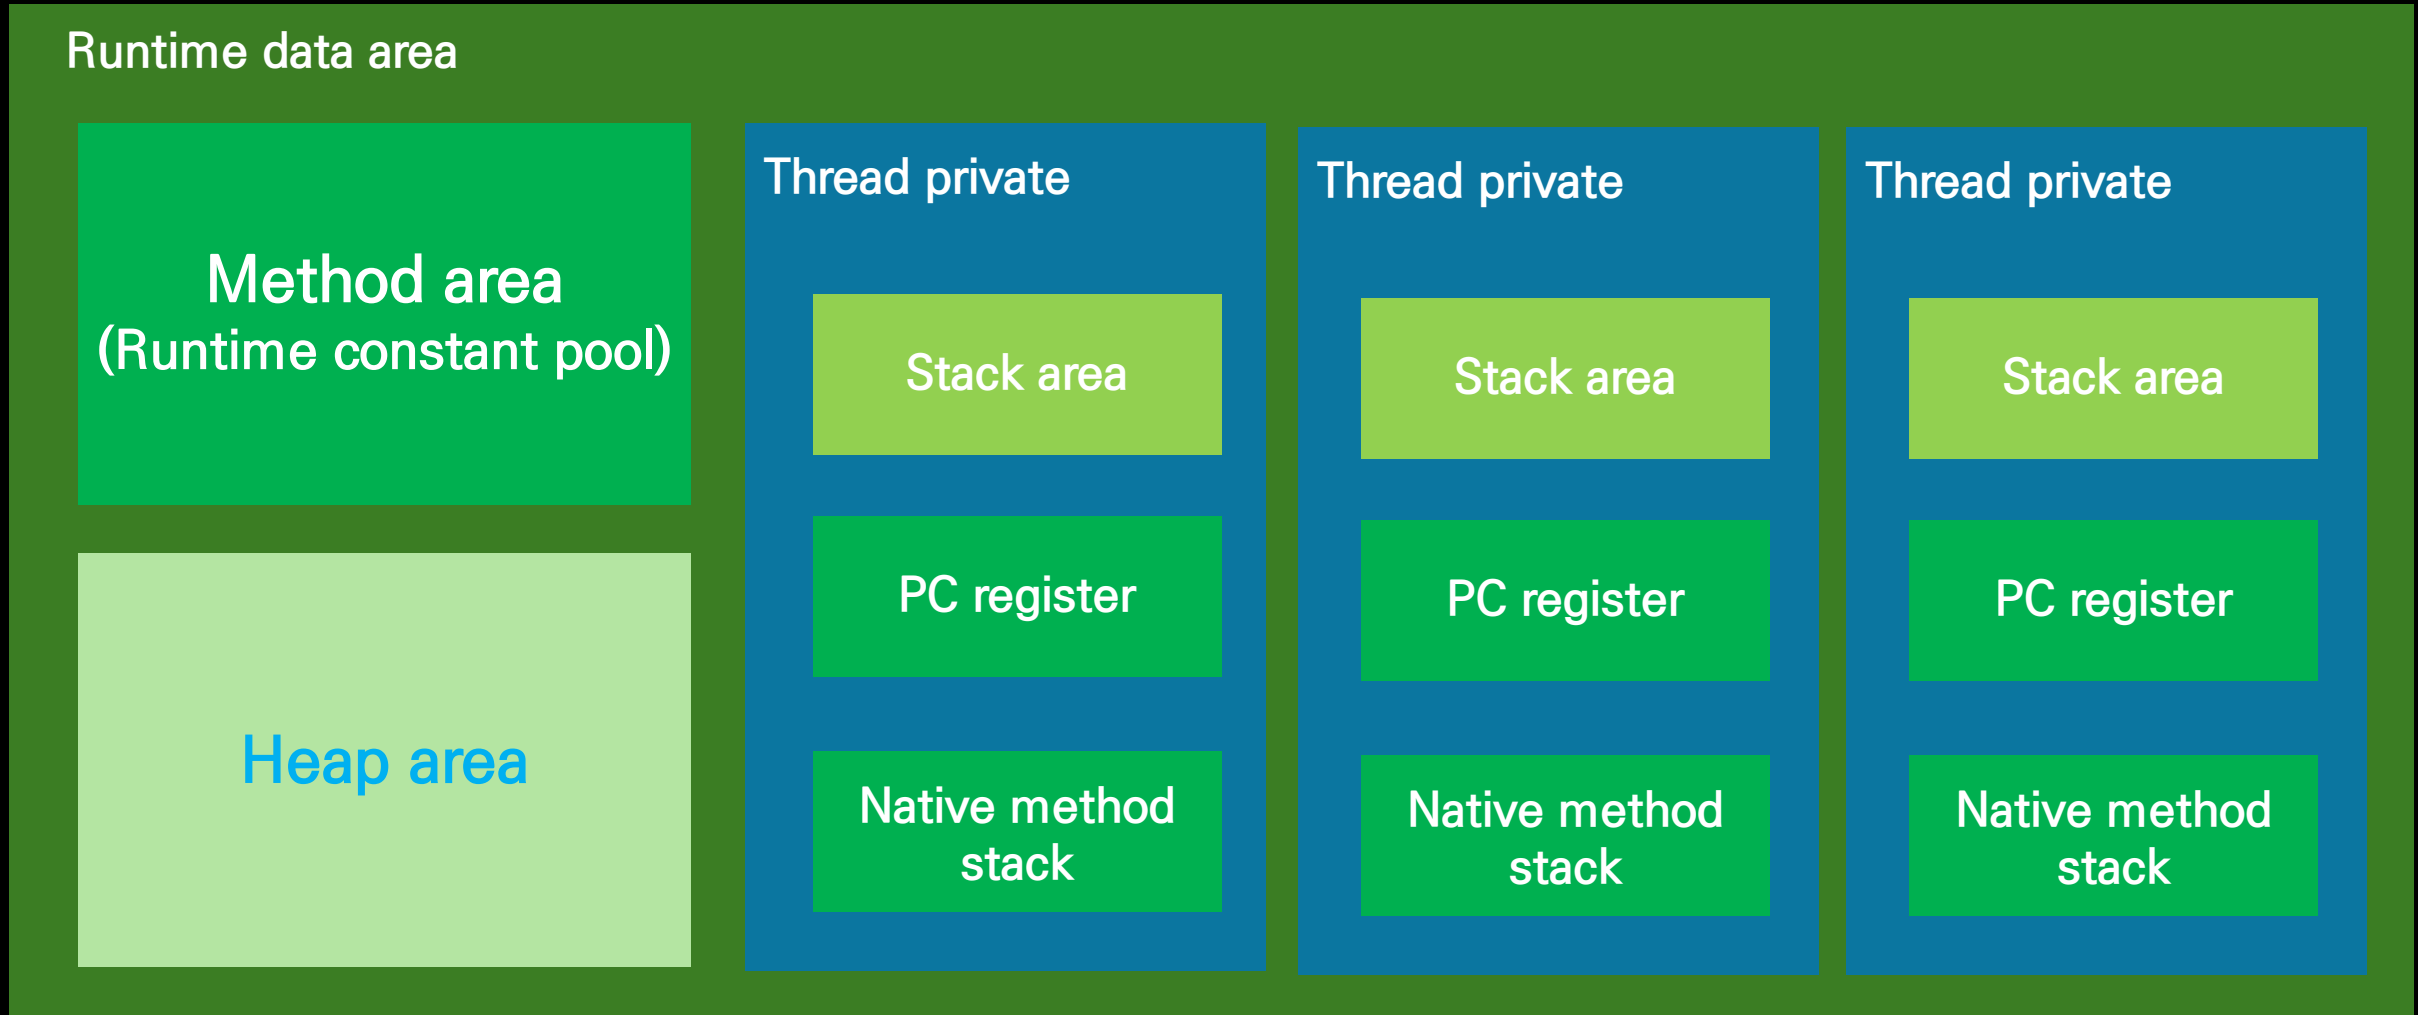 Runtime data area
Method area
(Runtime constant pool)
Heap area
Thread private
Stack area
PC register
Native method
stack
Thread private
Stack area
PC register
Native method
stack
Thread private
Stack area
PC register
Native method
stack